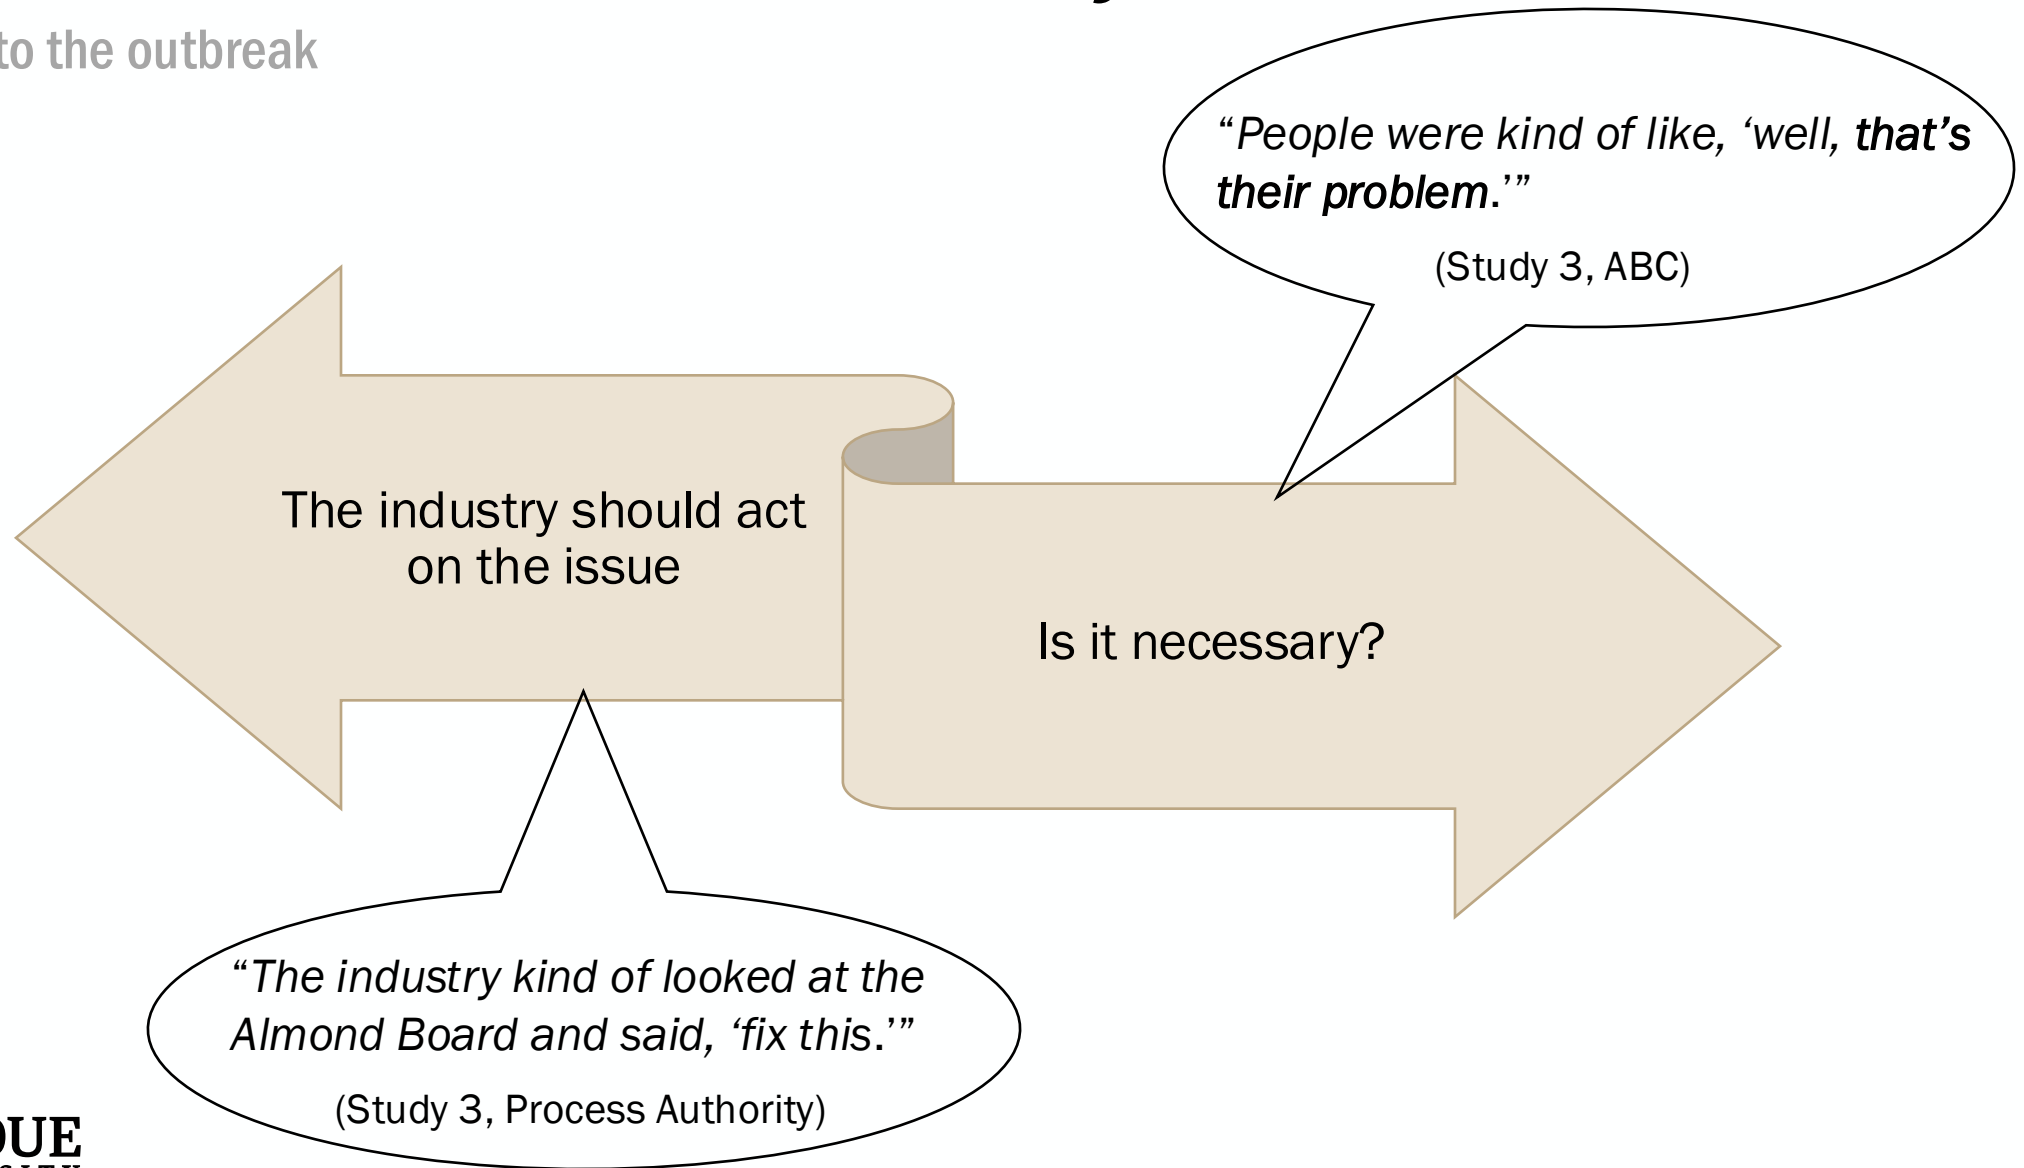 to the outbreak
“People were kind of like, ‘well, that’s
their problem.’”
(Study 3, ABC)
The industry should act
on the issue
Is it necessary?
“The industry kind of looked at the
Almond Board and said, ‘fix this.’”
(Study 3, Process Authority)
DUE